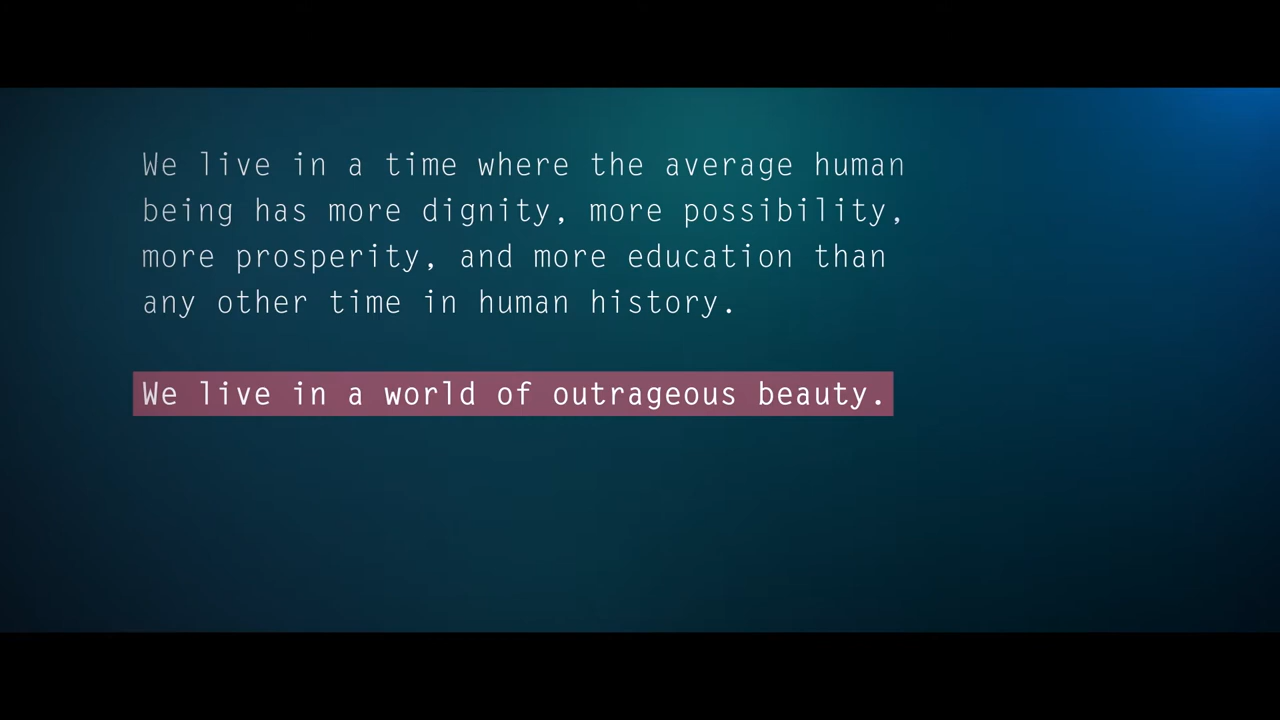 We live in a time where the average human
being has more dignity, more possibility,
more prosperity, and more education than
any other time in human history.
We live in a world of outrageous beauty.